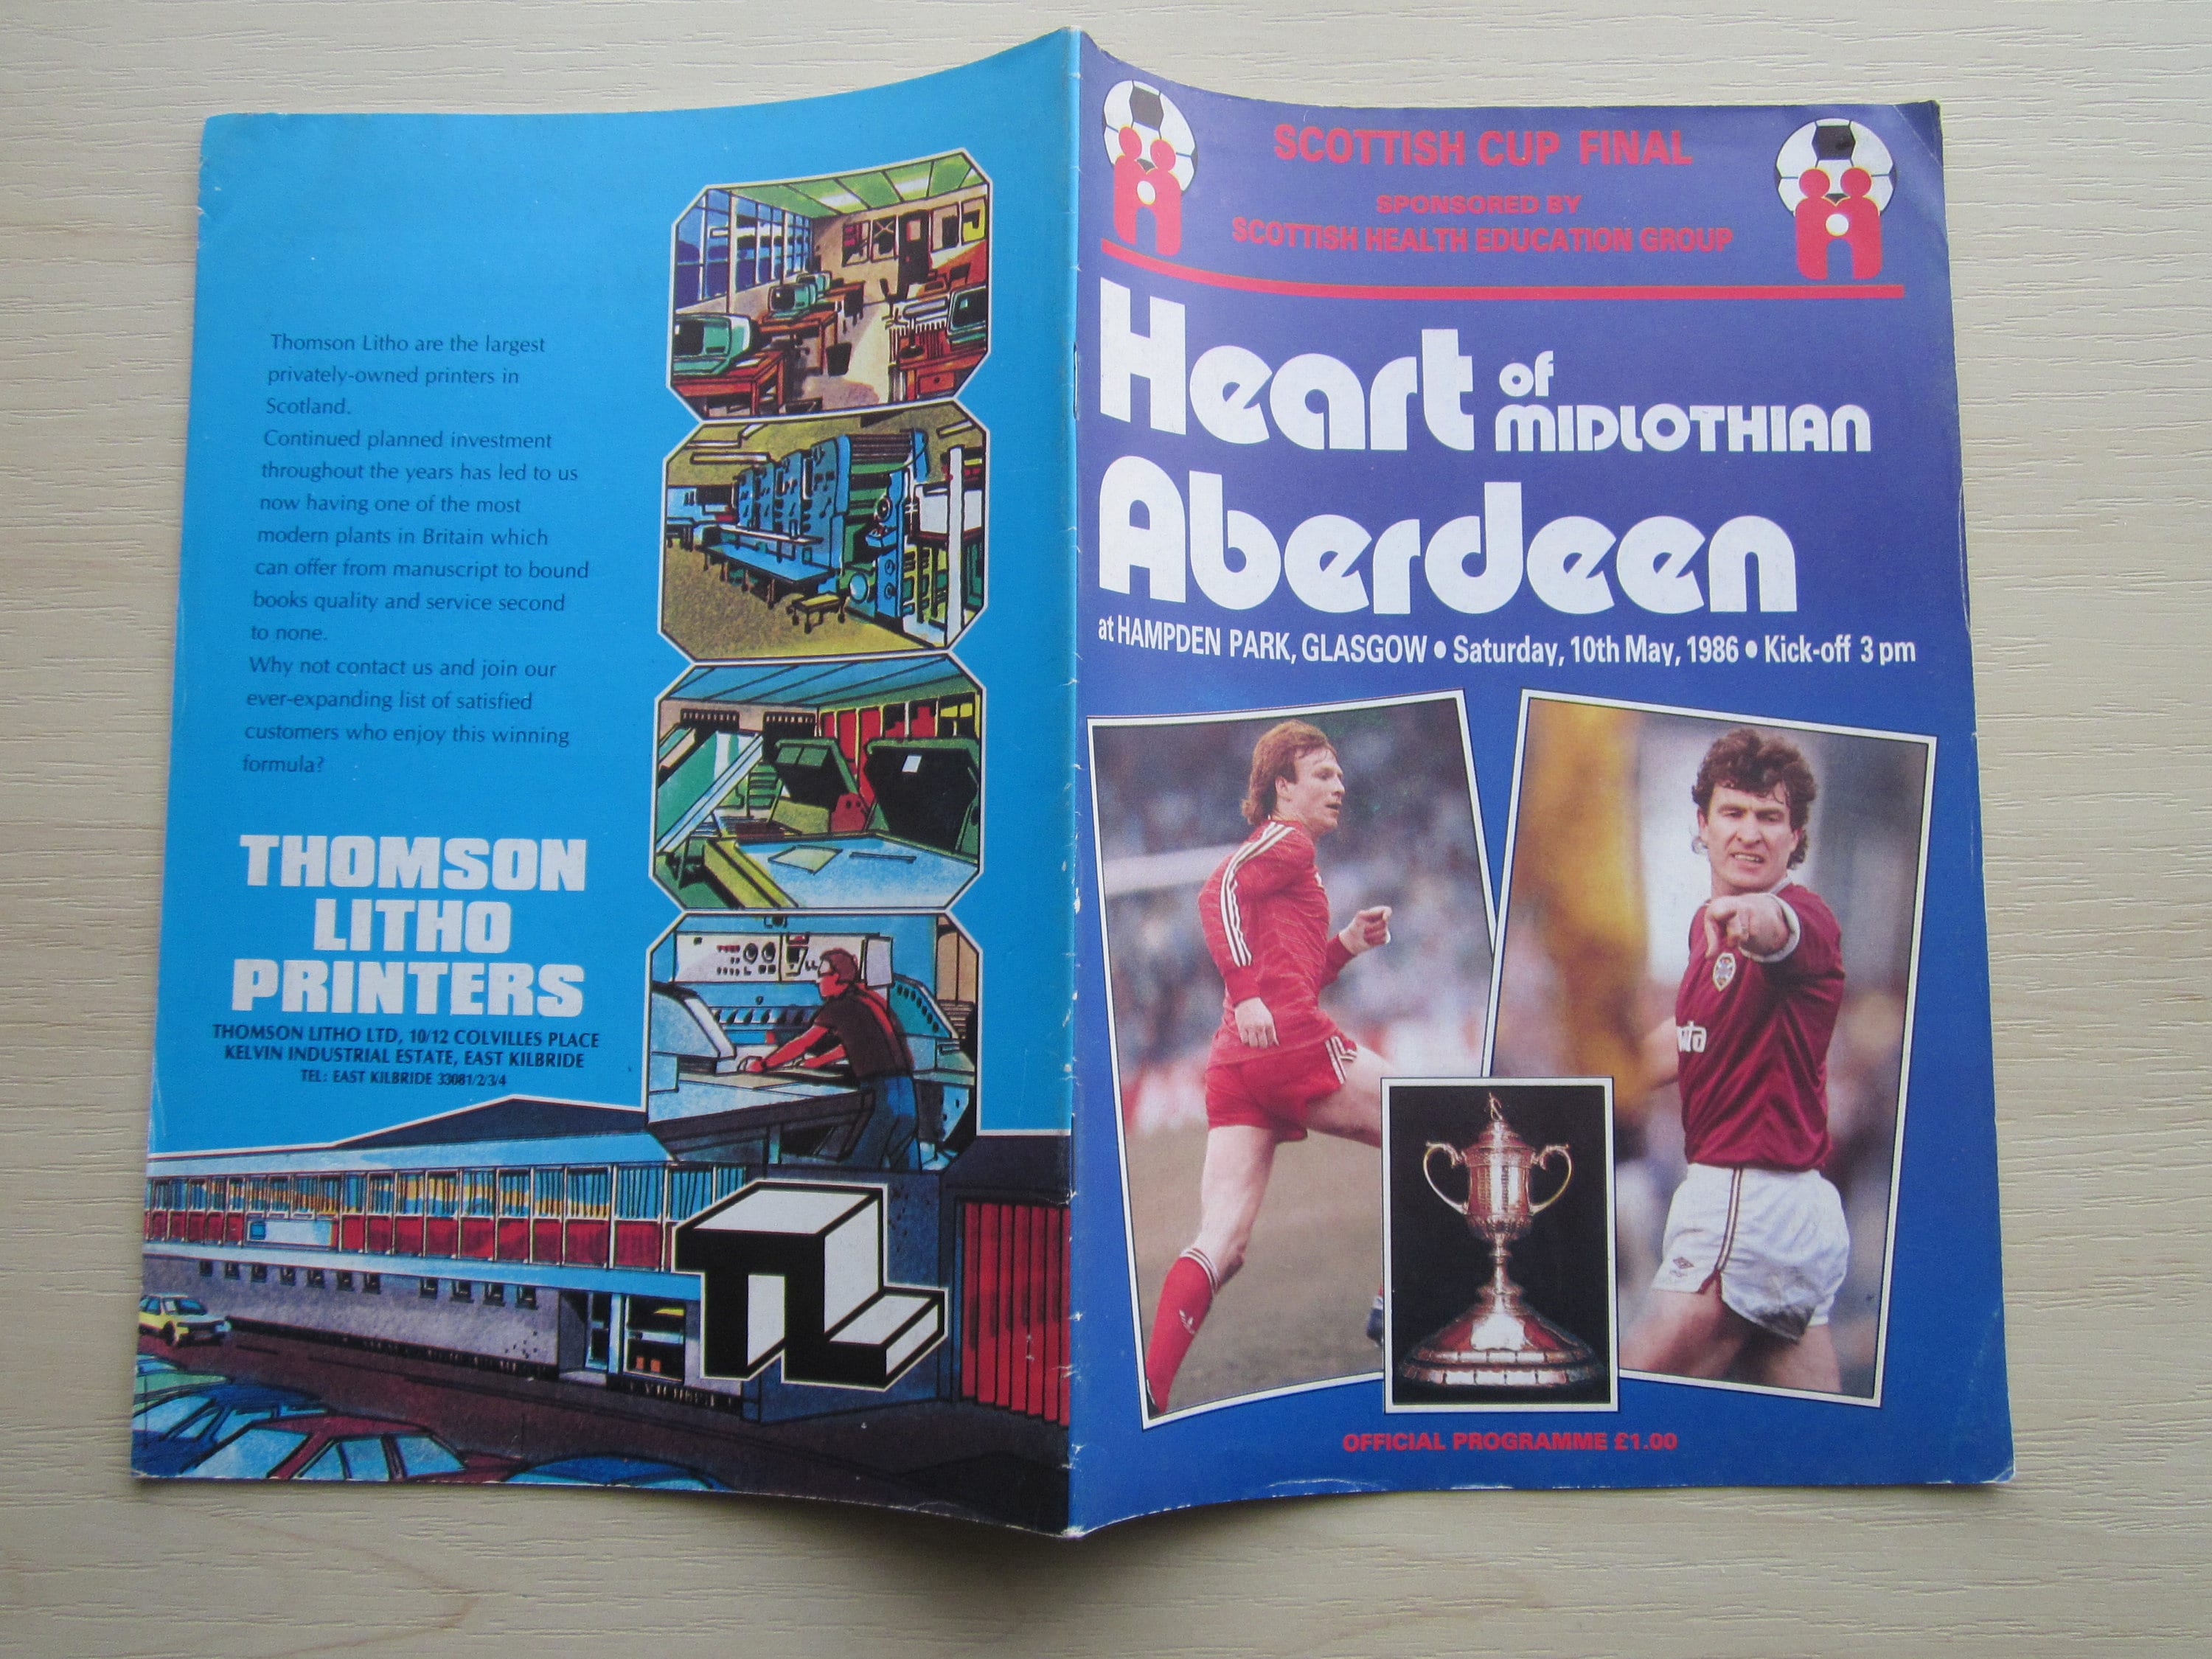 Thomson Litho are the largest
privately-owned printers in
Scotland.
Continued planned investment
throughout the years has led to us
now having one of the most
modern plants in Britain which
can offer from manuscript to bound
books quality and service second
to none.
Why not contact us and join our
ever-expanding list of satisfied
customers who enjoy this winning
formula?
THOMSON
LITHO
PRINTERS
THOMSON LITHO LTD, 10/12 COLVILLES PLACE
KELVIN INDUSTRIAL ESTATE, EAST KILBRIDE
TEL: EAST KILBRIDE 33081/2/3/4
TL
SCOTTISH CUP FINAL
SPONSORED BY
SCOTTISH HEALTH EDUCATION GROUP
Heart of
MIDLOTHIAN
Aberdeen
at HAMPDEN PARK, GLASGOW • Saturday, 10th May, 1986 • Kick-off 3 pm
OFFICIAL PROGRAMME £1.00